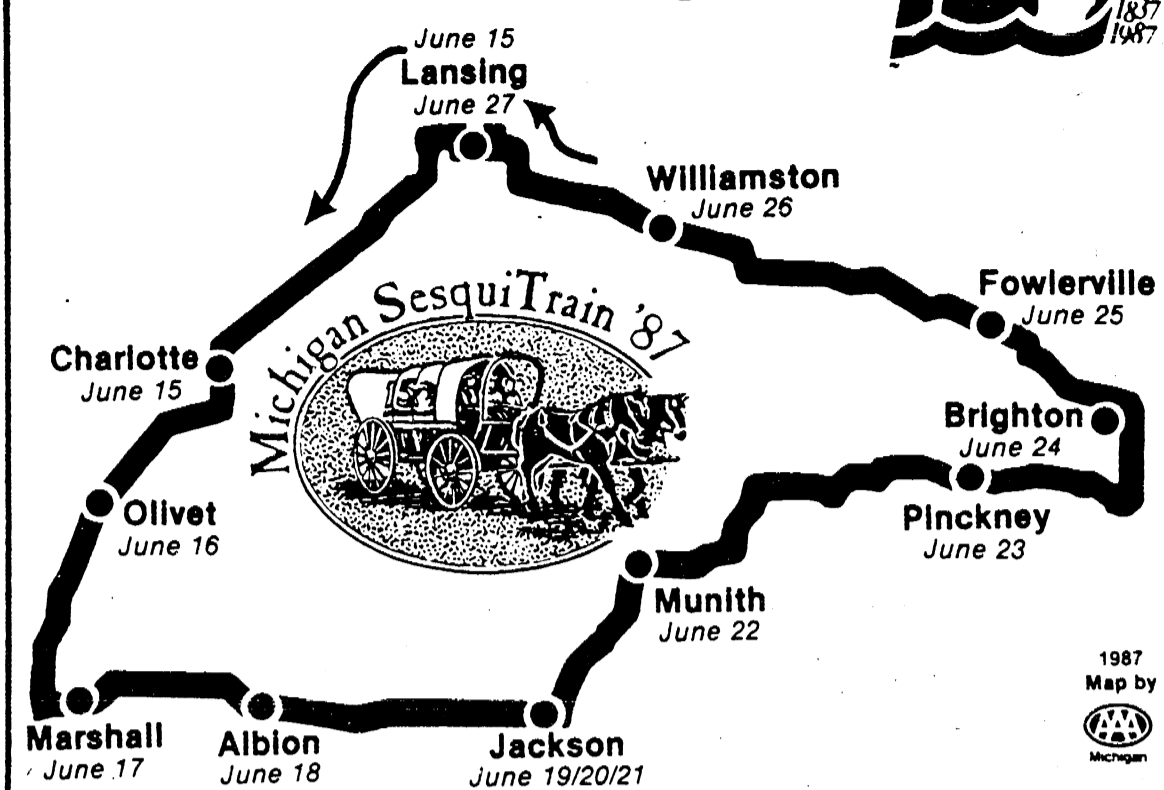 1837
1987
June 15
Lansing
June 27
Williamston
June 26
Fowlerville
June 25
Michigan SesquiTrain '87
Charlotte
June 15
Brighton
June 24
Olivet
June 16
Pinckney
June 23
Munith
June 22
Marshall
June 17
Albion
June 18
Jackson
June 19/20/21
1987
Map by
AAA
Michigan